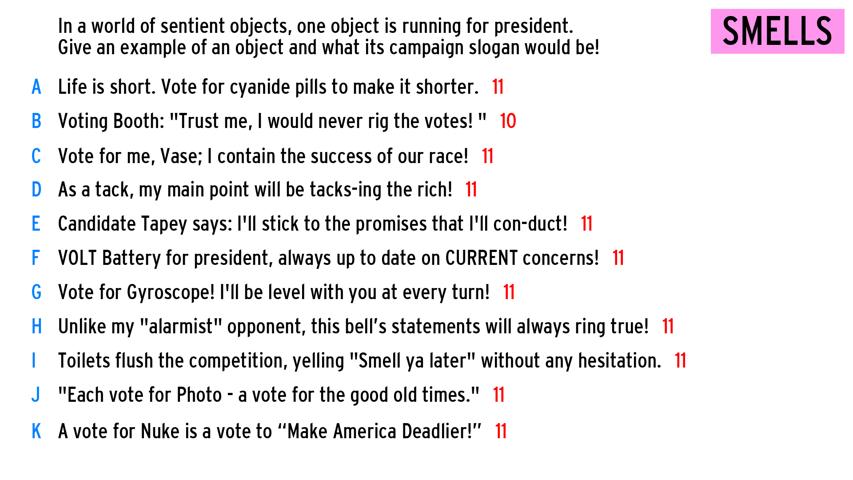 In a world of sentient objects, one object is running for president.
Give an example of an object and what its campaign slogan would be!
SMELLS
A Life is short. Vote for cyanide pills to make it shorter. 11
B Voting Booth: "Trust me, I would never rig the votes! " 10
C Vote for me, Vase; I contain the success of our race! 11
D As a tack, my main point will be tacks-ing the rich! 11
E Candidate Tapey says: I'll stick to the promises that I'll con-duct! 11
F VOLT Battery for president, always up to date on CURRENT concerns! 11
G Vote for Gyroscope! I'll be level with you at every turn! 11
H Unlike my "alarmist" opponent, this bell’s statements will always ring true! 11
I Toilets flush the competition, yelling "Smell ya later" without any hesitation. 11
J "Each vote for Photo - a vote for the good old times." 11
K A vote for Nuke is a vote to “Make America Deadlier!” 11